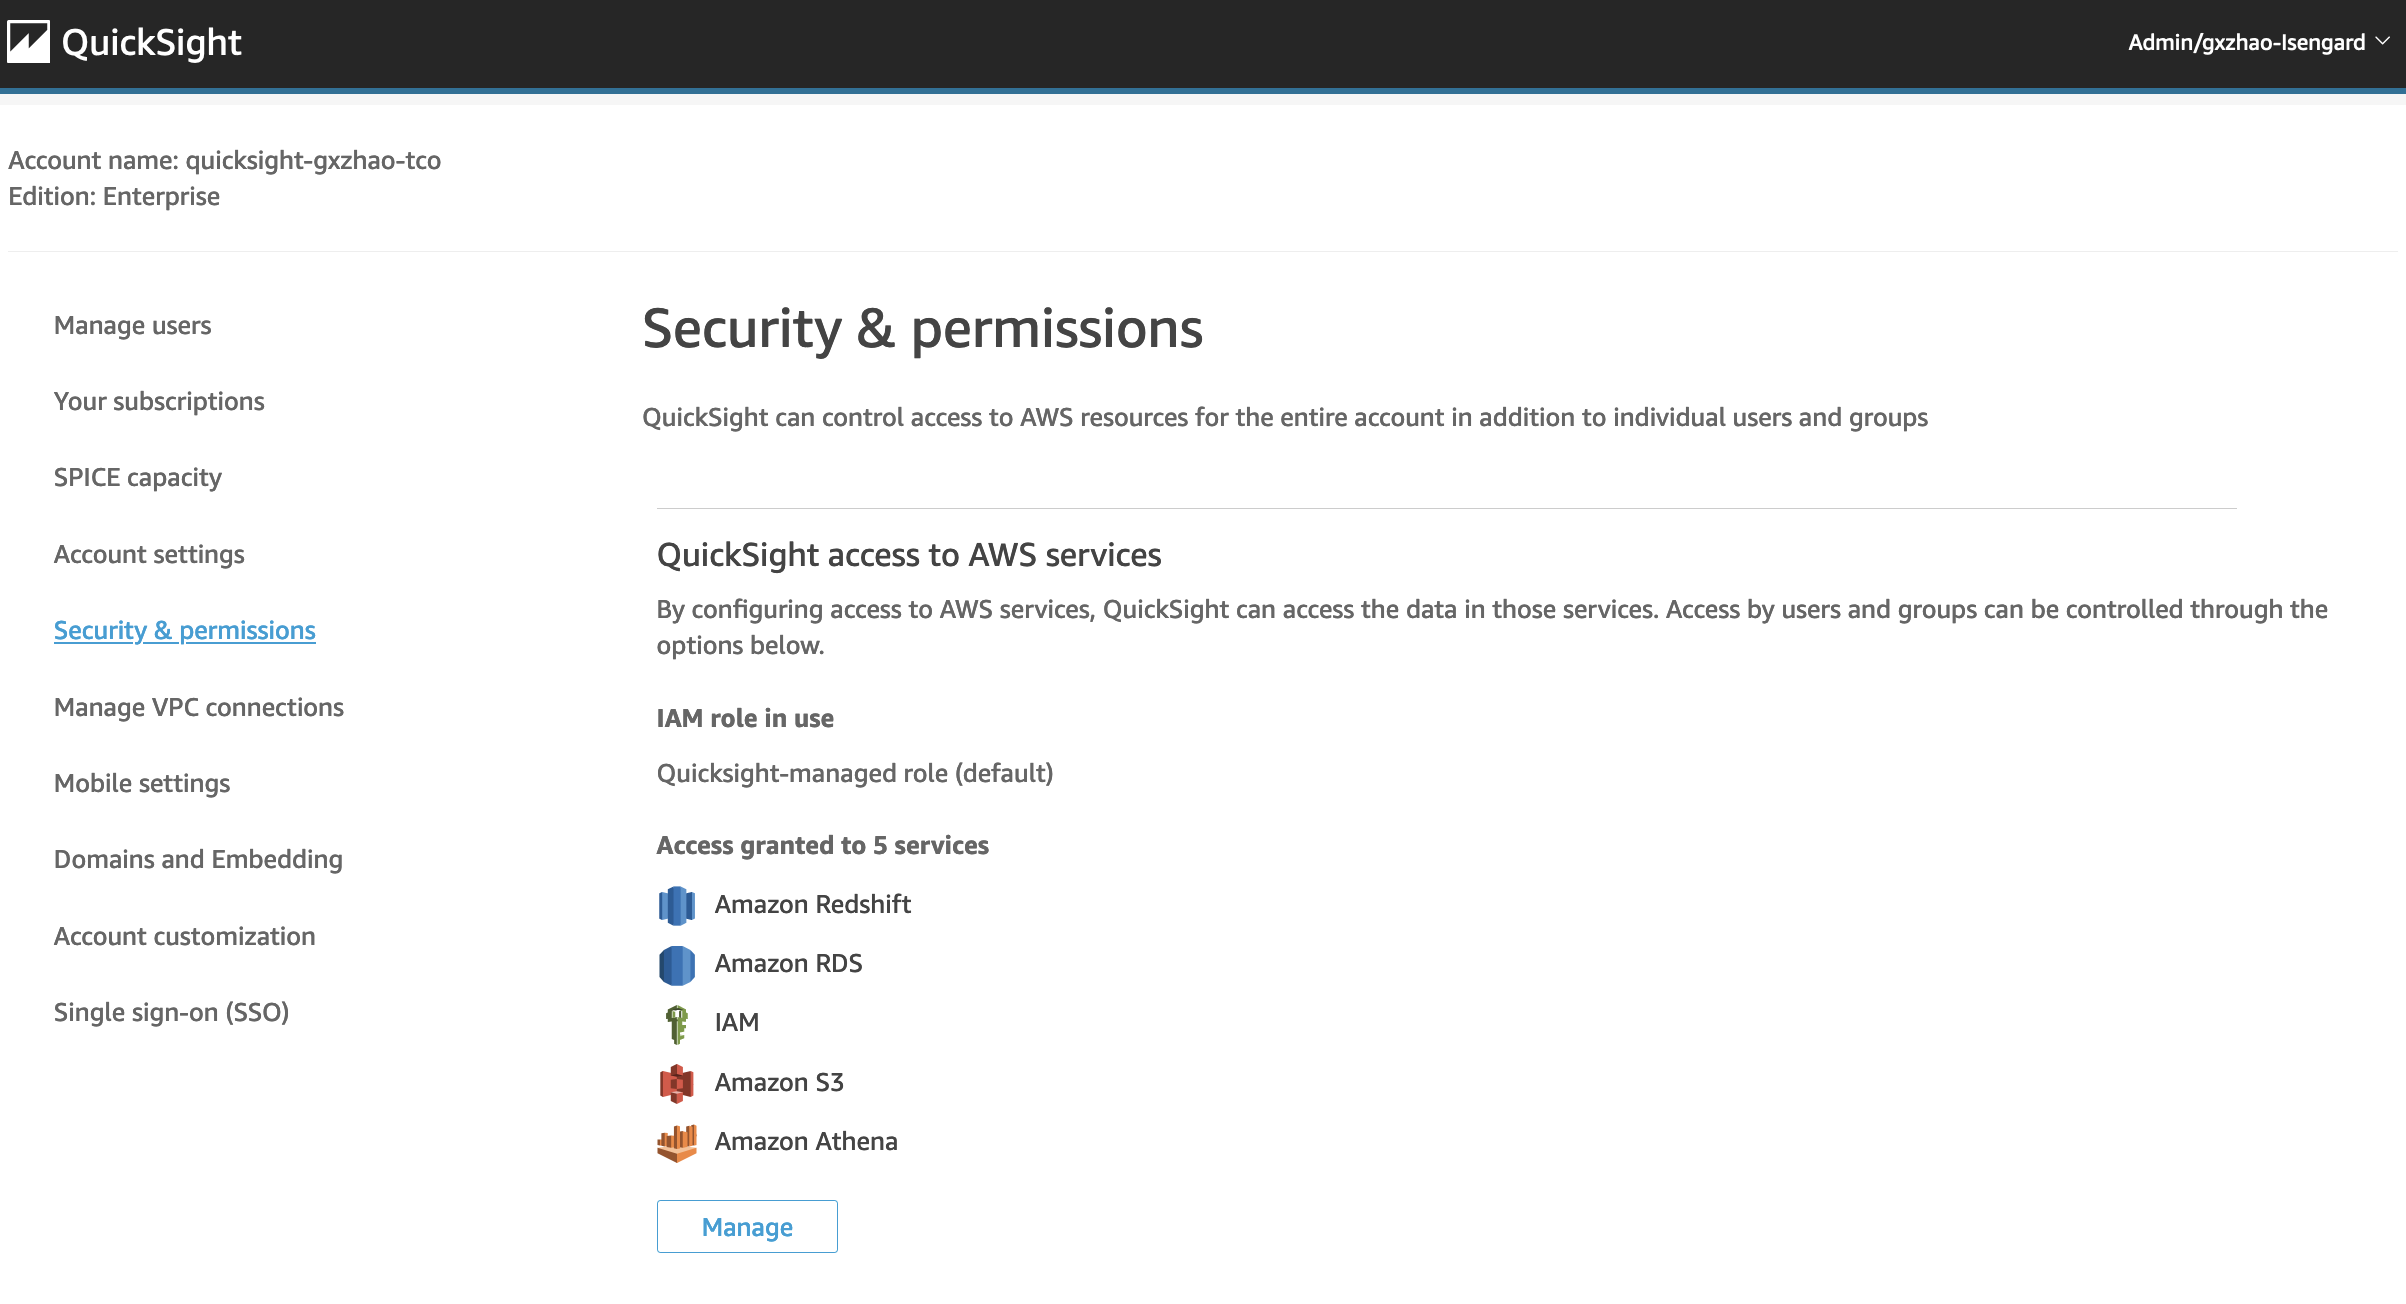 QuickSight
Admin/gxzhao-Isengard
Account name: quicksight-gxzhao-tco
Edition: Enterprise
Manage users
Your subscriptions
SPICE capacity
Account settings
Security & permissions
Manage VPC connections
Mobile settings
Domains and Embedding
Account customization
Single sign-on (SSO)
Security & permissions
QuickSight can control access to AWS resources for the entire account in addition to individual users and groups
QuickSight access to AWS services
By configuring access to AWS services, QuickSight can access the data in those services. Access by users and groups can be controlled through the
options below.
IAM role in use
Quicksight-managed role (default)
Access granted to 5 services
Amazon Redshift
Amazon RDS
IAM
Amazon S3
Amazon Athena
Manage